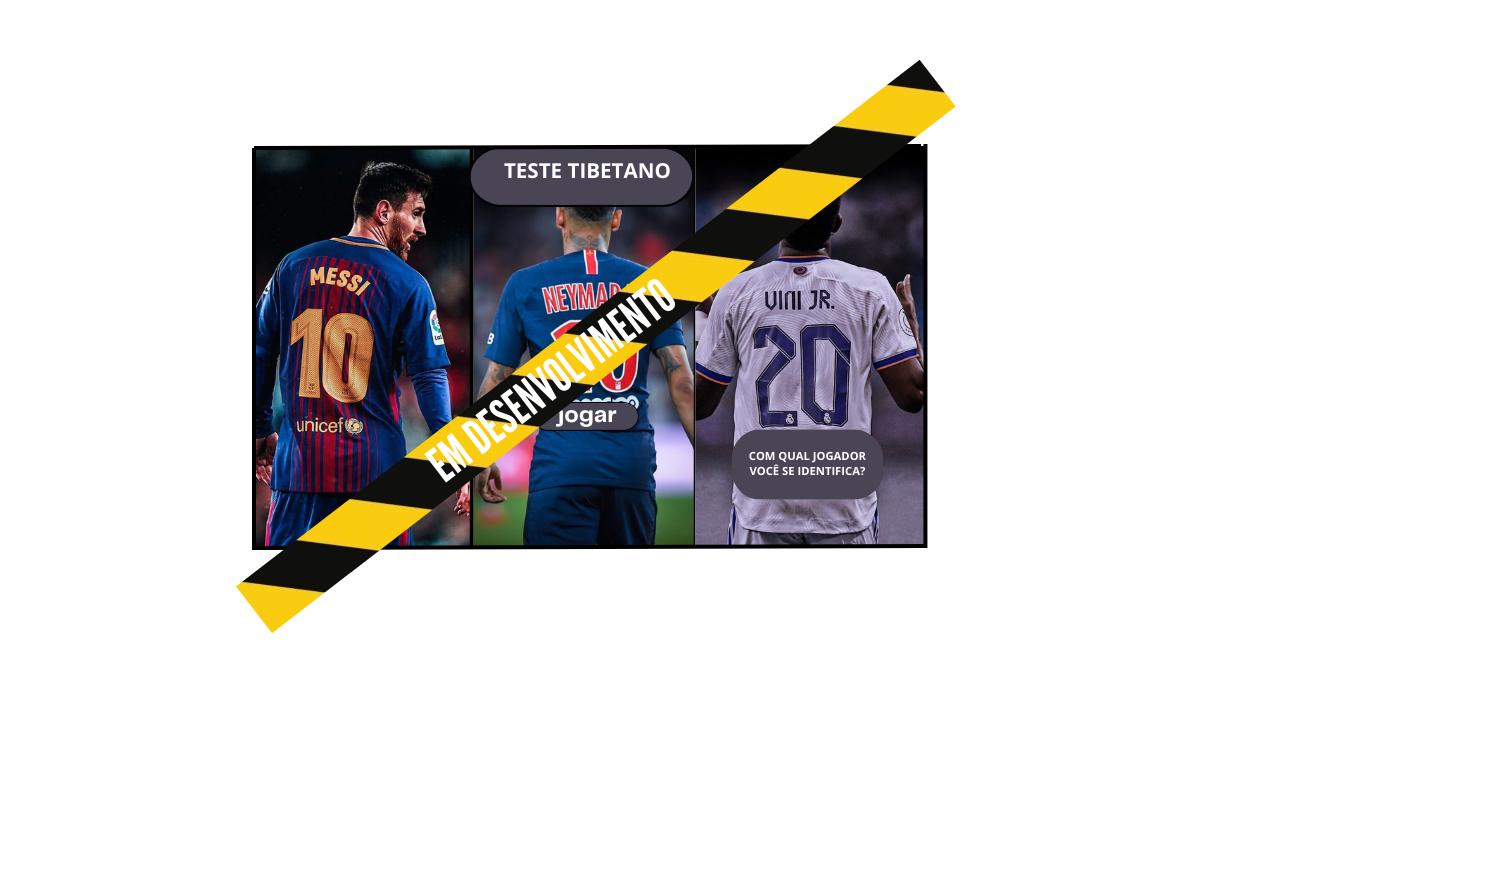 TESTE TIBETANO
MESSI
10
unicef
NEYMAR
VINI JR.
20
EM DESENVOLVIMENTO
jogar
COM QUAL JOGADOR
VOCÊ SE IDENTIFICA?